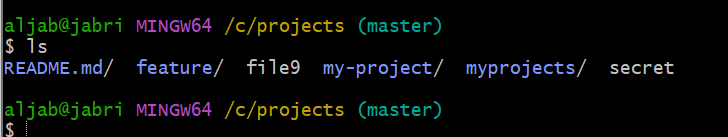 aljab@jabri MINGW64 /c/projects (master)
$ ls
README.md/ feature/ file9 my-project/ myprojects/ secret
aljab@jabri MINGW64 /c/projects (master)
$